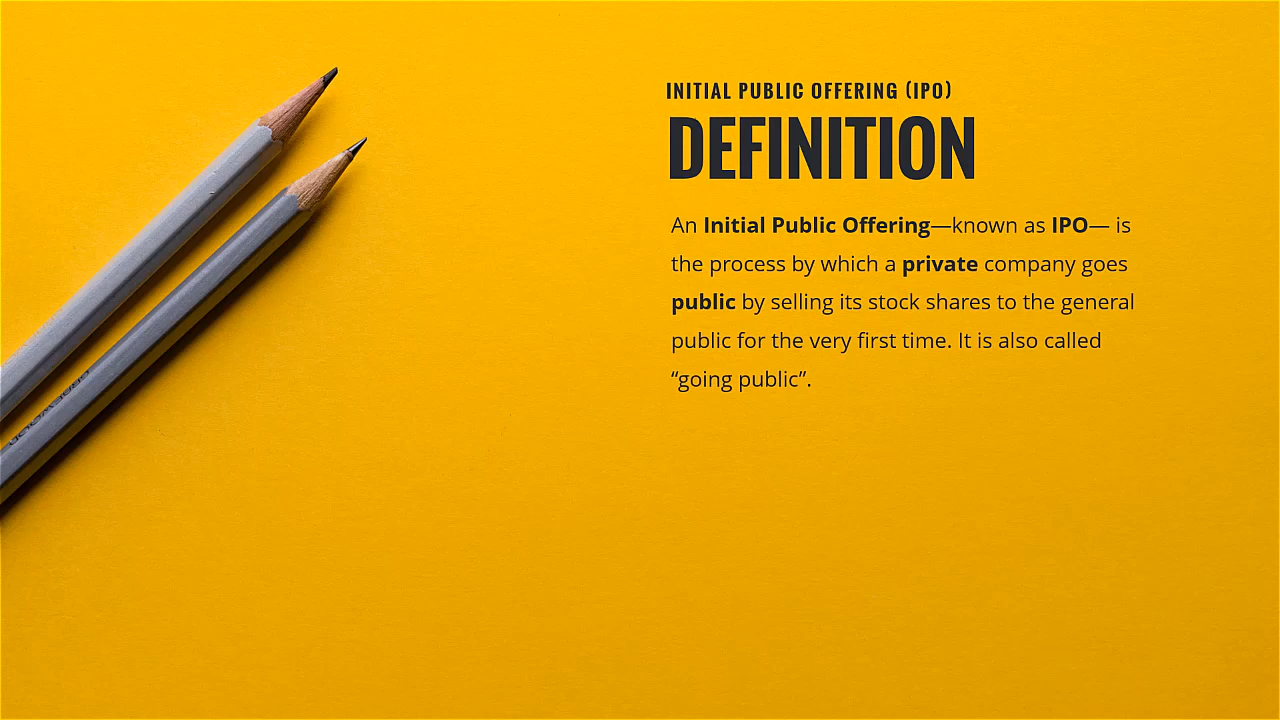 INITIAL PUBLIC OFFERING (IPO)
DEFINITION
An Initial Public Offering—known as IPO— is
the process by which a private company goes
public by selling its stock shares to the general
public for the very first time. It is also called
“going public”.